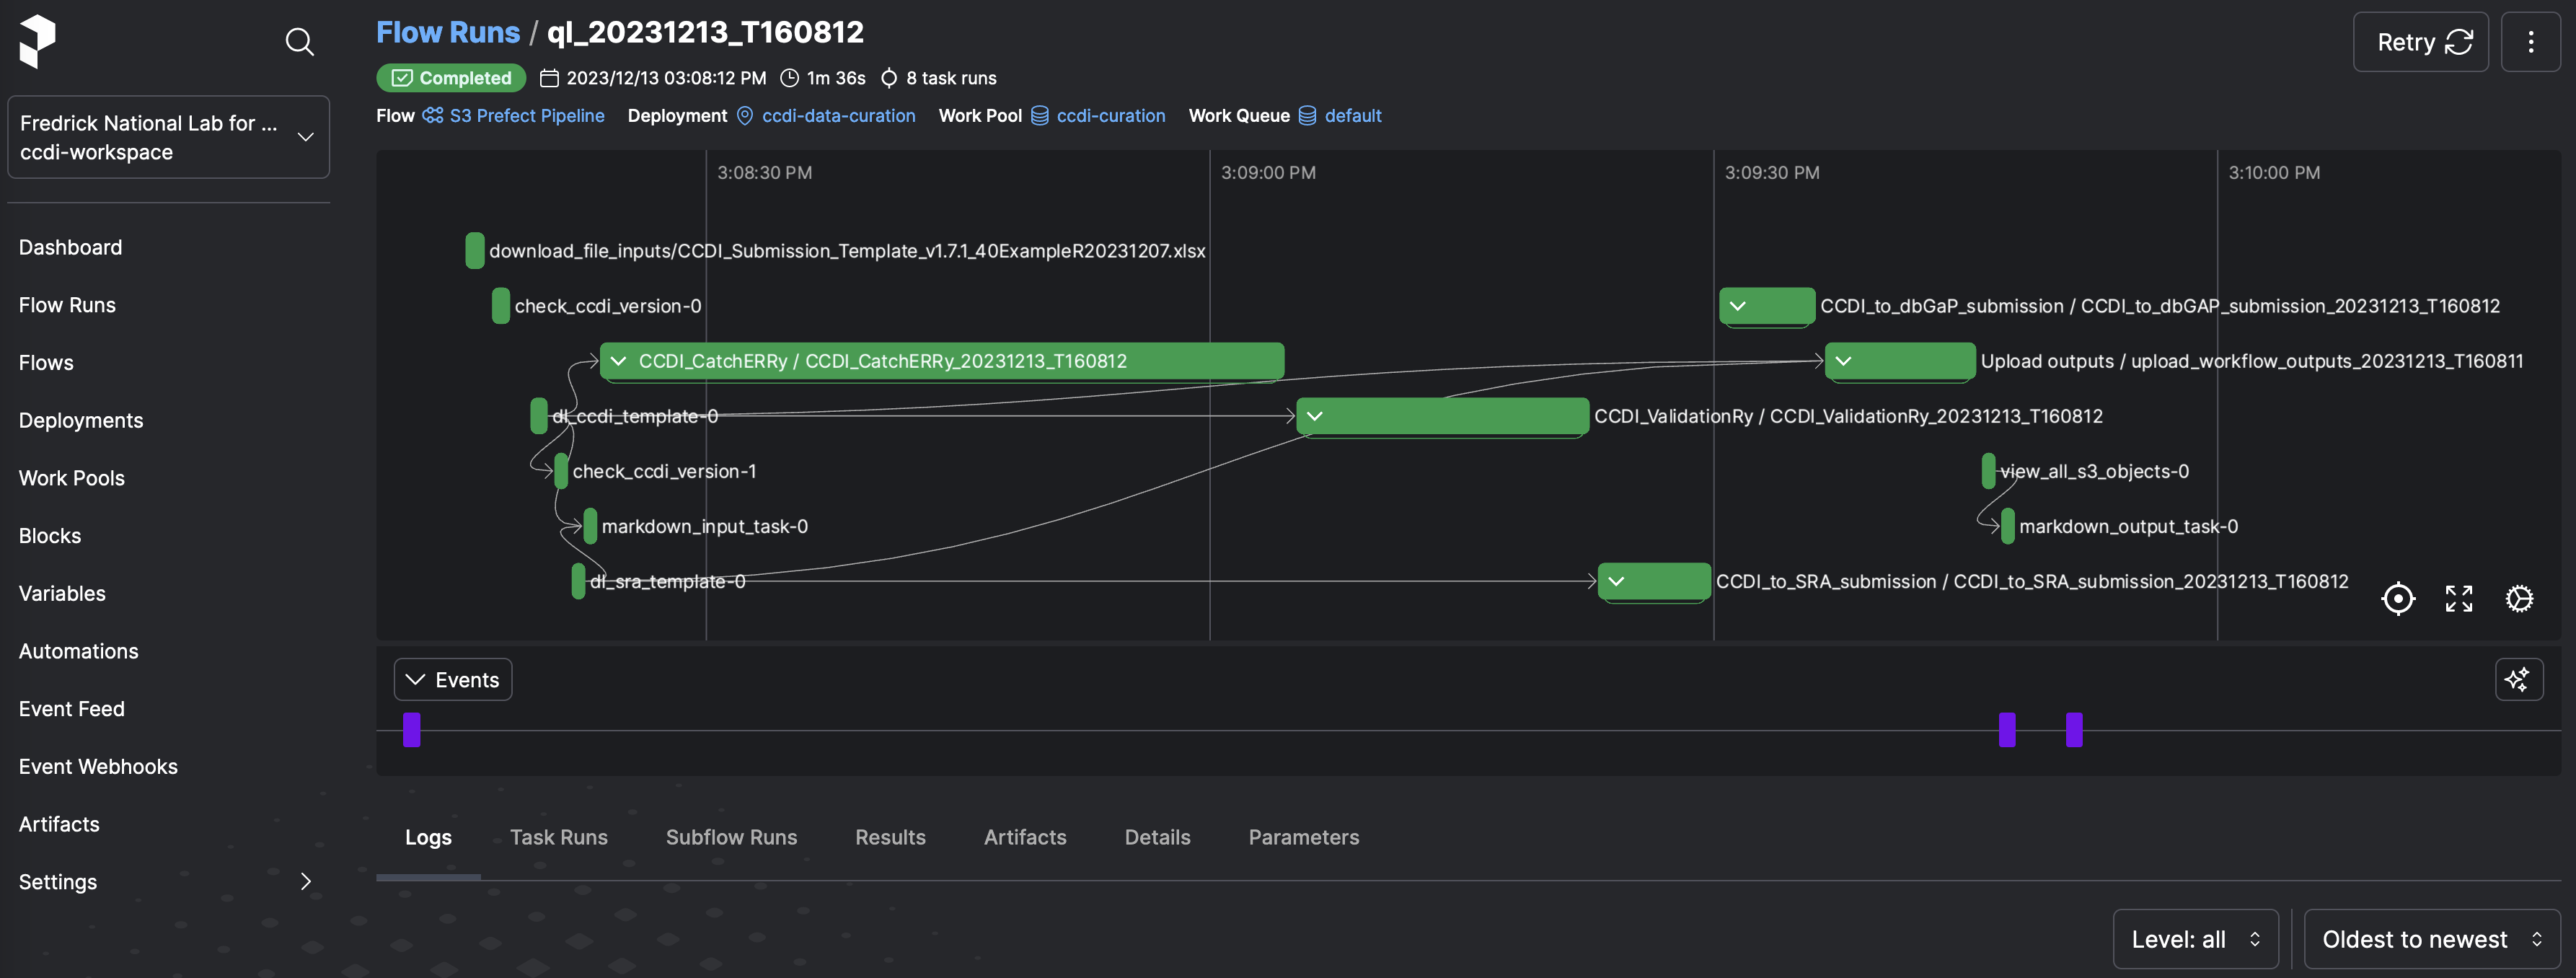 Flow Runs / ql_20231213_T160812
Retry
Completed 2023/12/13 03:08:12 PM 1m 36s 8 task runs
Fredrick National Lab for ...
ccdi-workspace
Flow S3 Prefect Pipeline Deployment ccdi-data-curation Work Pool ccdi-curation Work Queue default
Dashboard
Flow Runs
Flows
Deployments
Work Pools
Blocks
Variables
Automations
Event Feed
Event Webhooks
Artifacts
Settings
3:08:30 PM 3:09:00 PM 3:09:30 PM 3:10:00 PM
download_file_inputs/CCDI_Submission_Template_v1.7.1_40ExampleR20231207.xlsx
check_ccdi_version-0
CCDI_to_dbGaP_submission / CCDI_to_dbGAP_submission_20231213_T160812
CCDI_CatchERRy / CCDI_CatchERRy_20231213_T160812
Upload outputs / upload_workflow_outputs_20231213_T160811
dl_ccdi_template-0
CCDI_ValidationRy / CCDI_ValidationRy_20231213_T160812
check_ccdi_version-1
view_all_s3_objects-0
markdown_input_task-0
markdown_output_task-0
dl_sra_template-0
CCDI_to_SRA_submission / CCDI_to_SRA_submission_20231213_T160812
Events
Logs Task Runs Subflow Runs Results Artifacts Details Parameters
Level: all
Oldest to newest